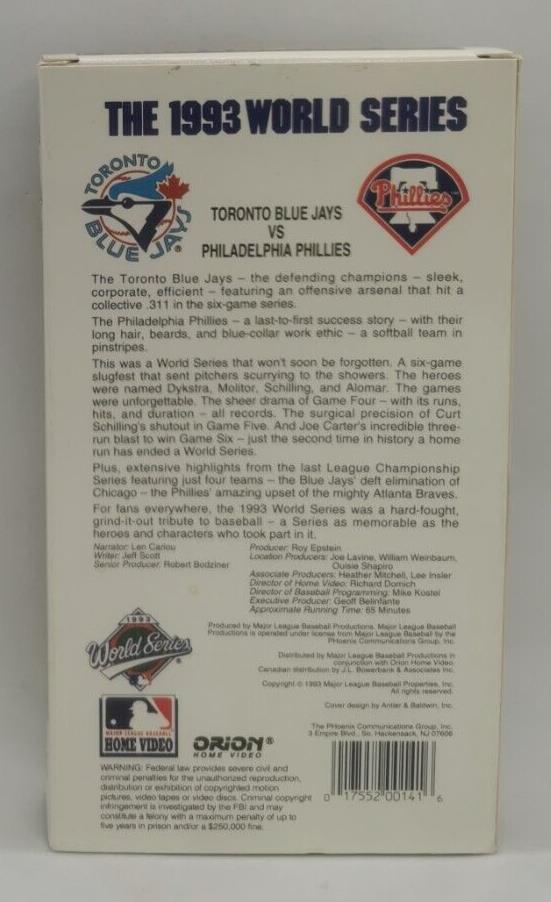 THE 1993 WORLD SERIES
TORONTO
BLUE JAYS
®
TORONTO BLUE JAYS
VS
PHILADELPHIA PHILLIES
Phillies
TM
The Toronto Blue Jays – the defending champions – sleek,
corporate, efficient – featuring an offensive arsenal that hit a
collective .311 in the six-game series.
The Philadelphia Phillies – a last-to-first success story – with their
long hair, beards, and blue-collar work ethic – a softball team in
pinstripes.
This was a World Series that won't soon be forgotten. A six-game
slugfest that sent pitchers scurrying to the showers. The heroes
were named Dykstra, Molitor, Schilling, and Alomar. The games
were unforgettable. The sheer drama of Game Four – with its runs,
hits, and duration – all records. The surgical precision of Curt
Schilling's shutout in Game Five. And Joe Carter's incredible three-
run blast to win Game Six – just the second time in history a home
run has ended a World Series.
Plus, extensive highlights from the last League Championship
Series featuring just four teams – the Blue Jays' deft elimination of
Chicago – the Phillies' amazing upset of the mighty Atlanta Braves.
For fans everywhere, the 1993 World Series was a hard-fought,
grind-it-out tribute to baseball – a Series as memorable as the
heroes and characters who took part in it.
Narrator: Len Cariou
Writer: Jeff Scott
Senior Producer: Robert Bodziner
Producer: Roy Epstein
Location Producers: Joe Lavine, William Weinbaum,
Ouisie Shapiro
Associate Producers: Heather Mitchell, Lee Insler
Director of Home Video: Richard Domich
Director of Baseball Programming: Mike Kostel
Executive Producer: Geoff Belinfante
Approximate Running Time: 65 Minutes
1993
World Series
®
Produced by Major League Baseball Productions. Major League Baseball
Productions is operated under license from Major League Baseball by the
PHoenix Communications Group, Inc.
Distributed by Major League Baseball Productions in
conjunction with Orion Home Video.
Canadian distribution by J.L. Bowerbank & Associates Inc.
Copyright © 1993 Major League Baseball Properties, Inc.
All rights reserved.
Cover design by Antler & Baldwin, Inc.
MAJOR LEAGUE BASEBALL
HOME VIDEO
ORION®
HOME VIDEO
The PHoenix Communications Group, Inc.
3 Empire Blvd., So. Hackensack, NJ 07606
WARNING: Federal law provides severe civil and
criminal penalties for the unauthorized reproduction,
distribution or exhibition of copyrighted motion
pictures, video tapes or video discs. Criminal copyright
infringement is investigated by the FBI and may
constitute a felony with a maximum penalty of up to
five years in prison and/or a $250,000 fine.
0 17552 00141 6